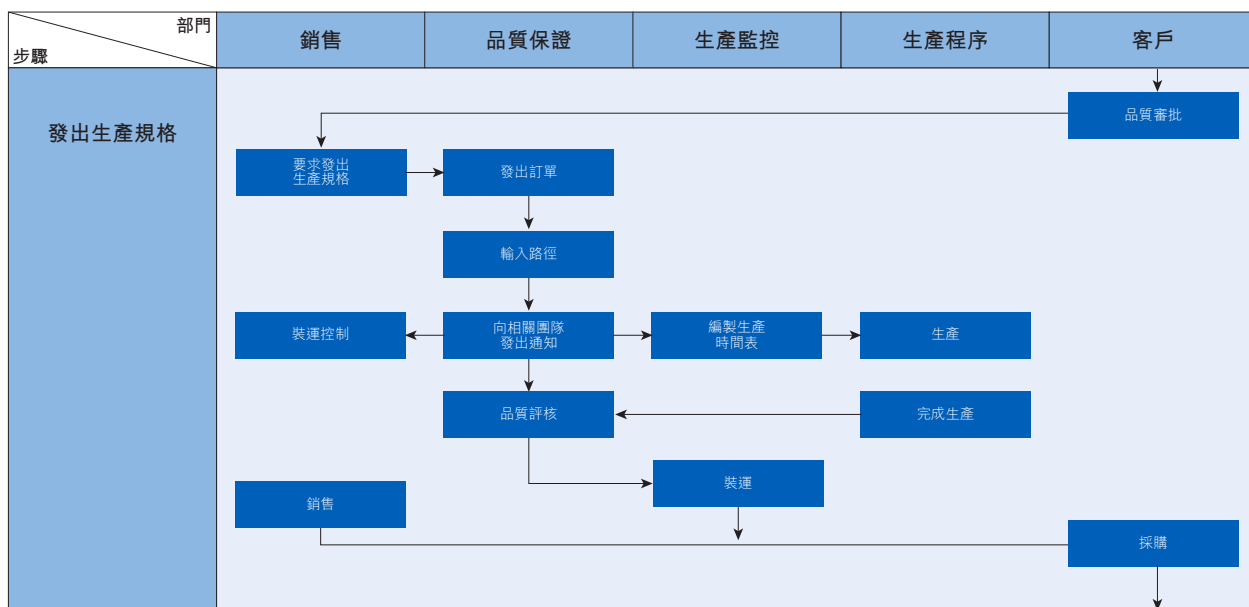 部門
步驟
銷售
品質保證
生產監控
生產程序
客戶
發出生產規格
品質審批
要求發出
生產規格
發出訂單
輸入路徑
裝運控制
向相關團隊
發出通知
編製生產
時間表
生產
品質評核
完成生產
裝運
銷售
採購